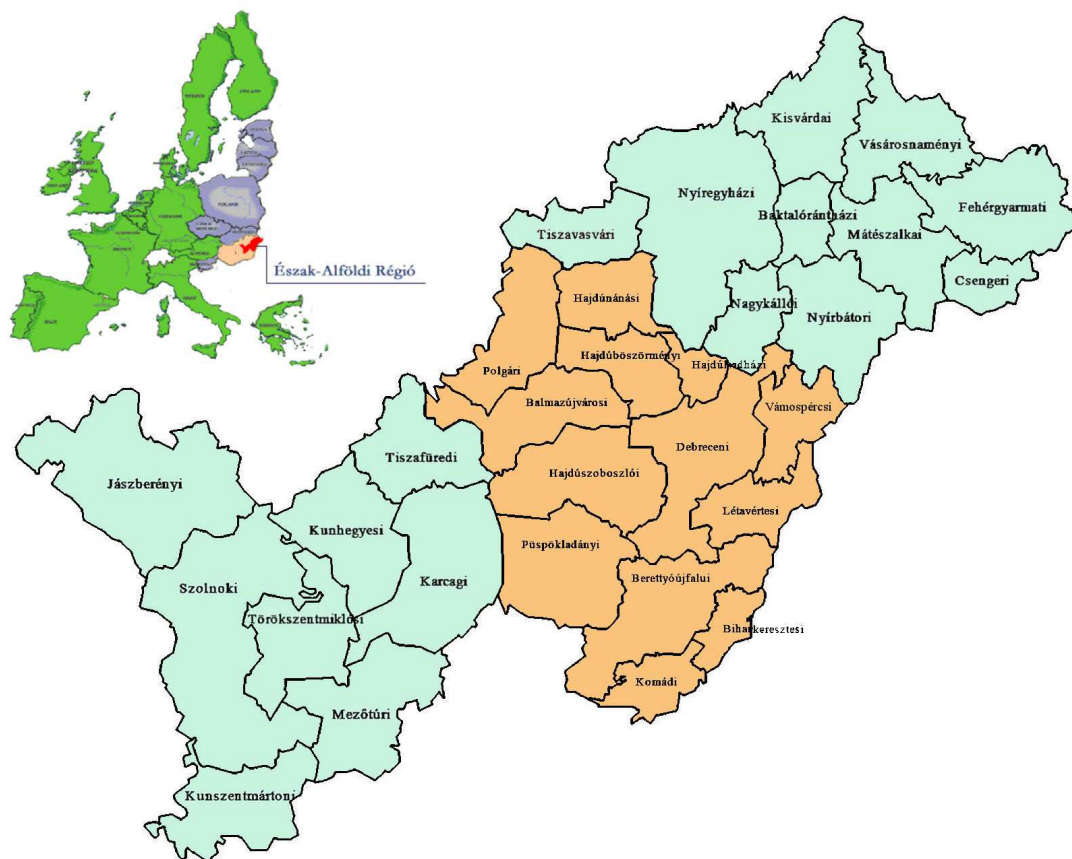 POLAND
Észak-Alföldi Régió
Kisvárdai
Vásárosnaményi
Nyíregyházi
Baktalórántházi
Fehérgyarmati
Mátészalkai
Tiszavasvári
Csengeri
Nagykállói
Nyírbátori
Hajdúnánási
Hajdúböszörményi
Hajdúhadházi
Polgári
Balmazújvárosi
Vámospércsi
Debreceni
Tiszafüredi
Hajdúszoboszlói
Jászberényi
Létavértesi
Kunhegyesi
Püspökladányi
Karcagi
Berettyóújfalui
Szolnoki
Törökszentmiklósi
Biharkeresztesi
Komádi
Mezőtúri
Kunszentmártoni